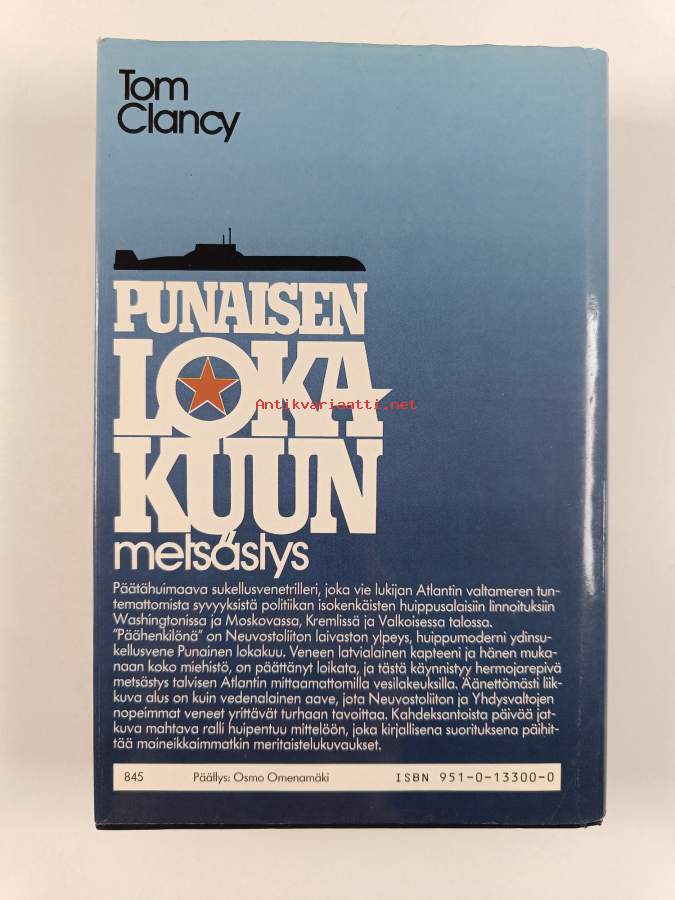 Tom
Clancy
PUNAISEN
LOKA
Antikvariaatti.net
KUUN
metsästys
Päätähuimaava sukellusvenetrilleri, joka vie lukijan Atlantin valtameren tun-
temattomista syvyyksistä politiikan isokenkäisten huippusalaisiin linnoituksiin
Washingtonissa ja Moskovassa, Kremlissä ja Valkoisessa talossa.
"Päähenkilönä" on Neuvostoliiton laivaston ylpeys, huippumoderni ydinsu-
kellusvene Punainen lokakuu. Veneen latvialainen kapteeni ja hänen muka-
naan koko miehistö, on päättänyt loikata, ja tästä käynnistyy hermojarepivä
metsästys talvisen Atlantin mittaamattomilla vesilakeuksilla. Äänettömästi liik-
kuva alus on kuin vedenalainen aave, jota Neuvostoliiton ja Yhdysvaltojen
nopeimmat veneet yrittävät turhaan tavoittaa. Kahdeksantoista päivää jat-
kuva mahtava ralli huipentuu mittelöön, joka kirjallisena suorituksena päihit-
tää maineikkaimmatkin meritaistelukuvaukset.
845 Päällys: Osmo Omenamäki ISBN 951-0-13300-0